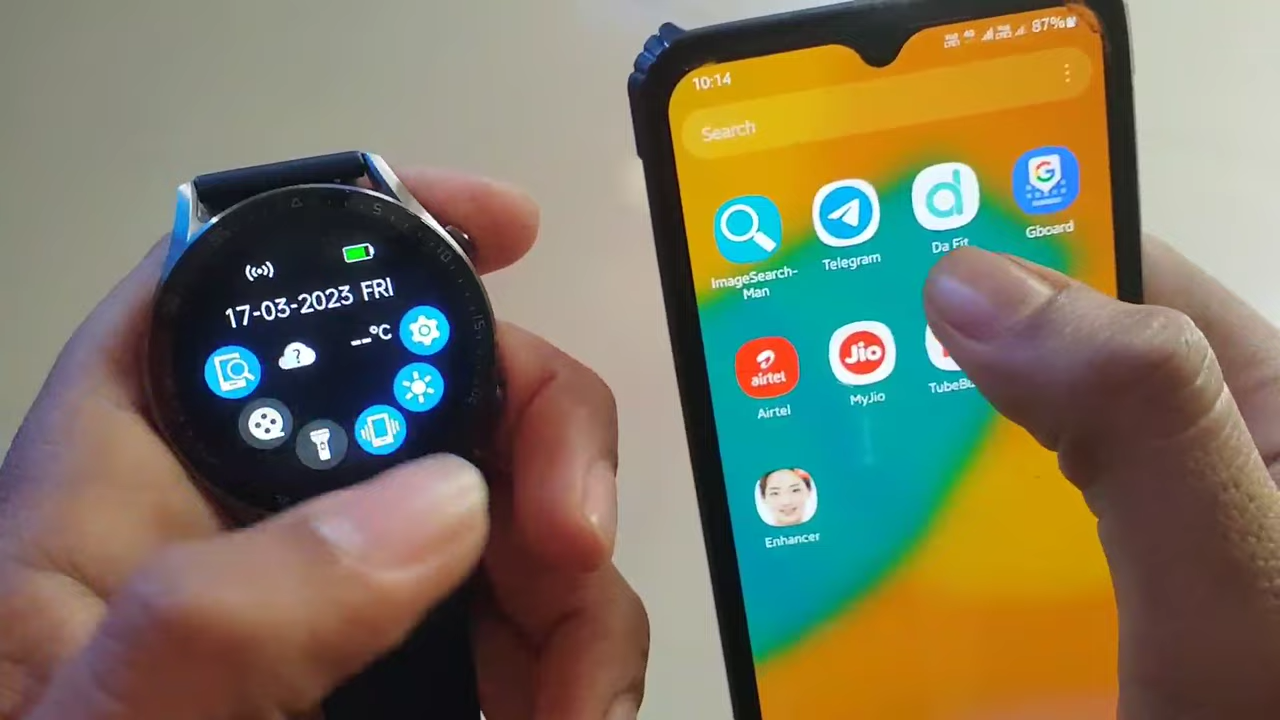 17-03-2023 FRI
--°C
10:14
87%
Search
ImageSearch-
Man
Telegram
Da Fit
Gboard
airtel
Airtel
Jio
MyJio
Enhancer